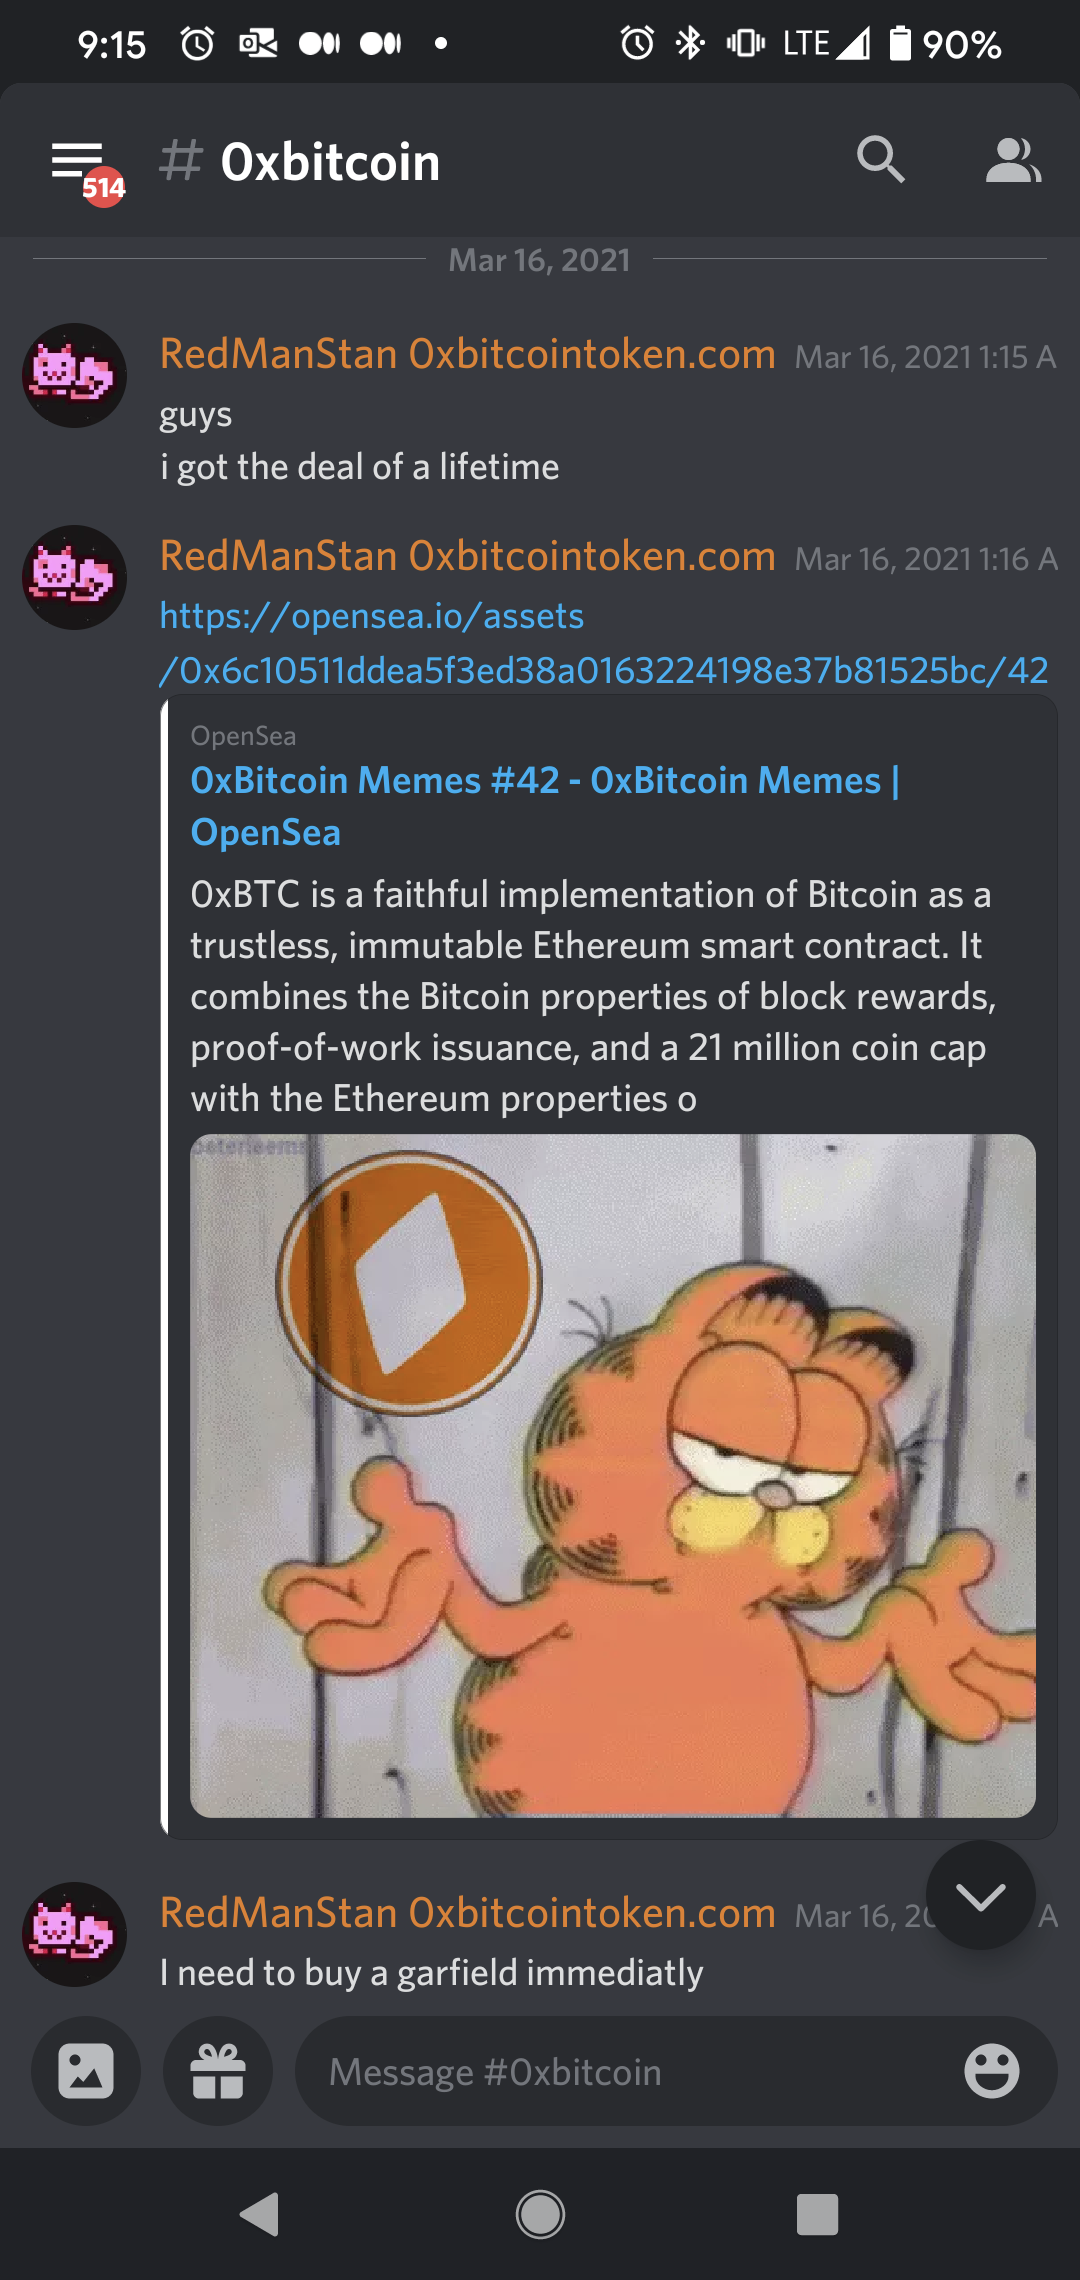 9:15 LTE 90%
514 # 0xbitcoin
Mar 16, 2021
RedManStan 0xbitcointoken.com Mar 16, 2021 1:15 A
guys
i got the deal of a lifetime
RedManStan 0xbitcointoken.com Mar 16, 2021 1:16 A
https://opensea.io/assets
/0x6c10511ddea5f3ed38a0163224198e37b81525bc/42
OpenSea
0xBitcoin Memes #42 - 0xBitcoin Memes |
OpenSea
0xBTC is a faithful implementation of Bitcoin as a
trustless, immutable Ethereum smart contract. It
combines the Bitcoin properties of block rewards,
proof-of-work issuance, and a 21 million coin cap
with the Ethereum properties o
RedManStan 0xbitcointoken.com Mar 16, A
I need to buy a garfield immediatly
Message #0xbitcoin